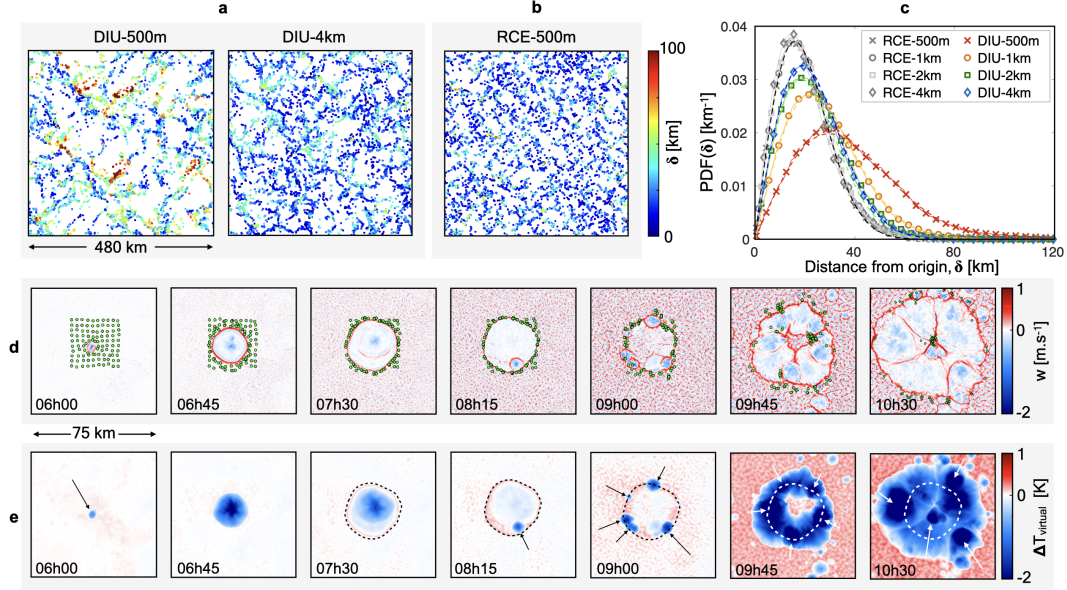 a
b
c
DIU-500m
DIU-4km
RCE-500m
100
δ [km]
0
480 km
0.04
0.03
0.02
0.01
0
PDF(δ) [km⁻¹]
RCE-500m
DIU-500m
RCE-1km
DIU-1km
RCE-2km
DIU-2km
RCE-4km
DIU-4km
0
40
80
120
Distance from origin, δ [km]
d
06h00
06h45
07h30
08h15
09h00
09h45
10h30
1
0
-2
w [m.s⁻¹]
75 km
e
06h00
06h45
07h30
08h15
09h00
09h45
10h30
1
0
-2
ΔTvirtual [K]